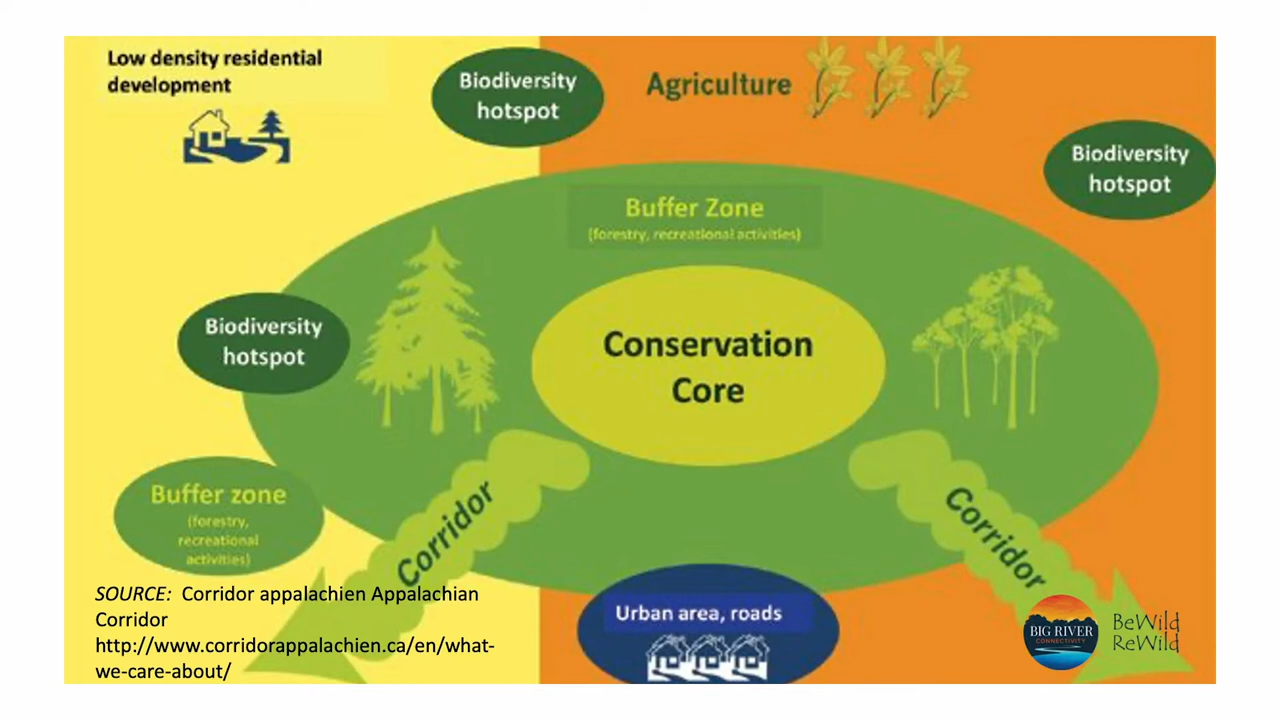 Low density residential
development
Biodiversity
hotspot
Agriculture
Biodiversity
hotspot
Buffer Zone
(forestry, recreational activities)
Biodiversity
hotspot
Conservation
Core
Buffer zone
(forestry,
recreational
activities)
Corridor
Corridor
SOURCE: Corridor appalachien Appalachian
Corridor
http://www.corridorappalachien.ca/en/what-
we-care-about/
Urban area, roads
BIG RIVER
CONNECTIVITY
BeWild
ReWild